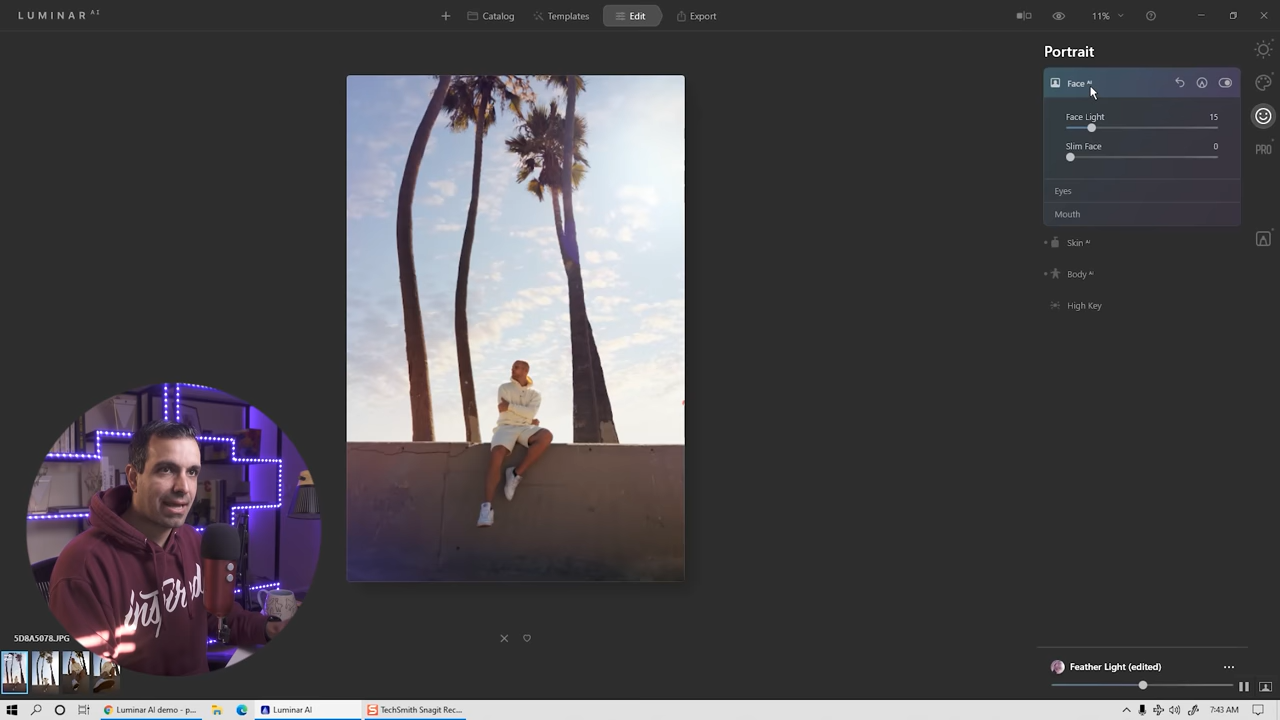 LUMINAR AI
Catalog
Templates
Edit
Export
11%
Portrait
Face AI
Face Light 15
Slim Face 0
Eyes
Mouth
Skin AI
Body AI
High Key
PRO
inspired
5D8A5078.JPG
Feather Light (edited)
Luminar AI demo - p...
Luminar AI
TechSmith Snagit Rec...
7:43 AM